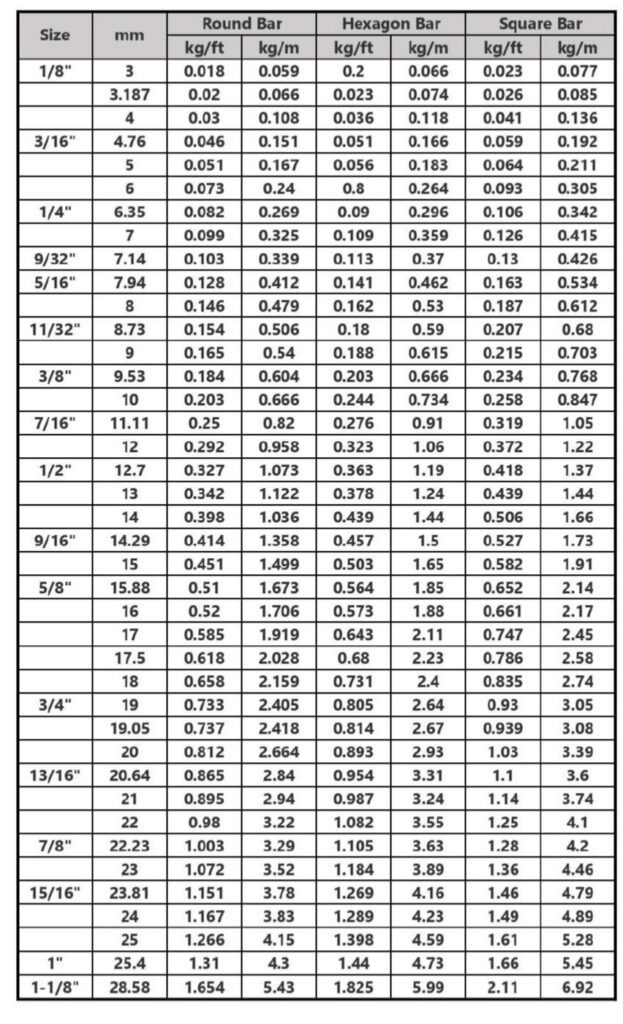 Size mm Round Bar Hexagon Bar Square Bar
kg/ft kg/m kg/ft kg/m kg/ft kg/m
1/8" 3 0.018 0.059 0.2 0.066 0.023 0.077
3.187 0.02 0.066 0.023 0.074 0.026 0.085
4 0.03 0.108 0.036 0.118 0.041 0.136
3/16" 4.76 0.046 0.151 0.051 0.166 0.059 0.192
5 0.051 0.167 0.056 0.183 0.064 0.211
6 0.073 0.24 0.8 0.264 0.093 0.305
1/4" 6.35 0.082 0.269 0.09 0.296 0.106 0.342
7 0.099 0.325 0.109 0.359 0.126 0.415
9/32" 7.14 0.103 0.339 0.113 0.37 0.13 0.426
5/16" 7.94 0.128 0.412 0.141 0.462 0.163 0.534
8 0.146 0.479 0.162 0.53 0.187 0.612
11/32" 8.73 0.154 0.506 0.18 0.59 0.207 0.68
9 0.165 0.54 0.188 0.615 0.215 0.703
3/8" 9.53 0.184 0.604 0.203 0.666 0.234 0.768
10 0.203 0.666 0.244 0.734 0.258 0.847
7/16" 11.11 0.25 0.82 0.276 0.91 0.319 1.05
12 0.292 0.958 0.323 1.06 0.372 1.22
1/2" 12.7 0.327 1.073 0.363 1.19 0.418 1.37
13 0.342 1.122 0.378 1.24 0.439 1.44
14 0.398 1.036 0.439 1.44 0.506 1.66
9/16" 14.29 0.414 1.358 0.457 1.5 0.527 1.73
15 0.451 1.499 0.503 1.65 0.582 1.91
5/8" 15.88 0.51 1.673 0.564 1.85 0.652 2.14
16 0.52 1.706 0.573 1.88 0.661 2.17
17 0.585 1.919 0.643 2.11 0.747 2.45
17.5 0.618 2.028 0.68 2.23 0.786 2.58
18 0.658 2.159 0.731 2.4 0.835 2.74
3/4" 19 0.733 2.405 0.805 2.64 0.93 3.05
19.05 0.737 2.418 0.814 2.67 0.939 3.08
20 0.812 2.664 0.893 2.93 1.03 3.39
13/16" 20.64 0.865 2.84 0.954 3.31 1.1 3.6
21 0.895 2.94 0.987 3.24 1.14 3.74
22 0.98 3.22 1.082 3.55 1.25 4.1
7/8" 22.23 1.003 3.29 1.105 3.63 1.28 4.2
23 1.072 3.52 1.184 3.89 1.36 4.46
15/16" 23.81 1.151 3.78 1.269 4.16 1.46 4.79
24 1.167 3.83 1.289 4.23 1.49 4.89
25 1.266 4.15 1.398 4.59 1.61 5.28
1" 25.4 1.31 4.3 1.44 4.73 1.66 5.45
1-1/8" 28.58 1.654 5.43 1.825 5.99 2.11 6.92